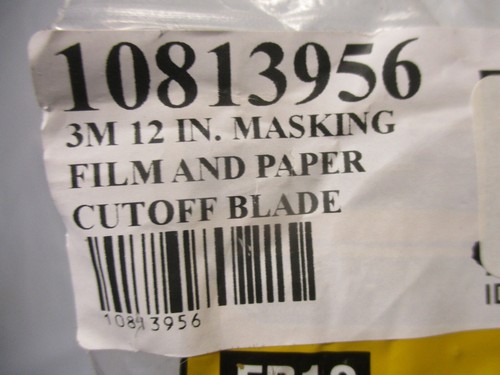 10813956
3M 12 IN. MASKING
FILM AND PAPER
CUTOFF BLADE
10813956